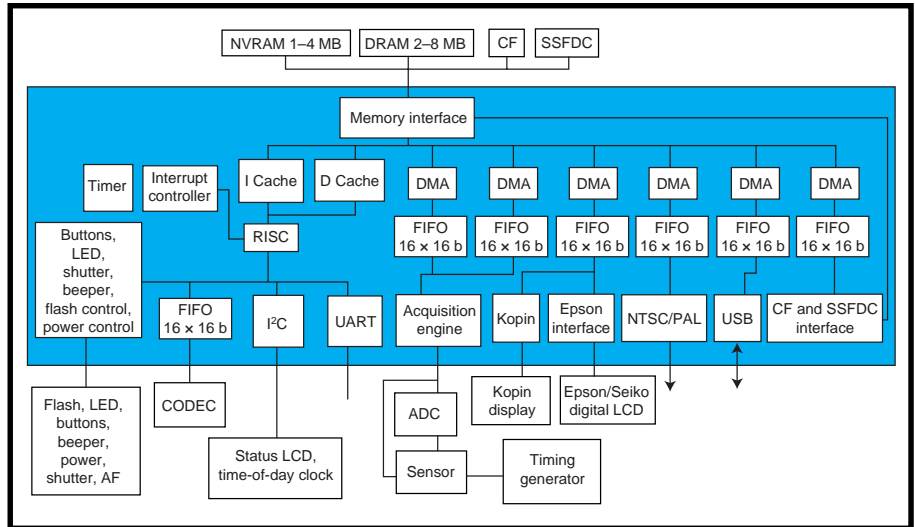 NVRAM 1–4 MB
DRAM 2–8 MB
CF
SSFDC
Memory interface
Timer
Interrupt
controller
I Cache
D Cache
DMA
DMA
DMA
DMA
DMA
DMA
RISC
FIFO
16 × 16 b
FIFO
16 × 16 b
FIFO
16 × 16 b
FIFO
16 × 16 b
FIFO
16 × 16 b
FIFO
16 × 16 b
Buttons,
LED,
shutter,
beeper,
flash control,
power control
FIFO
16 × 16 b
I²C
UART
Acquisition
engine
Kopin
Epson
interface
NTSC/PAL
USB
CF and SSFDC
interface
Flash, LED,
buttons,
beeper,
power,
shutter, AF
CODEC
Status LCD,
time-of-day clock
ADC
Sensor
Kopin
display
Epson/Seiko
digital LCD
Timing
generator